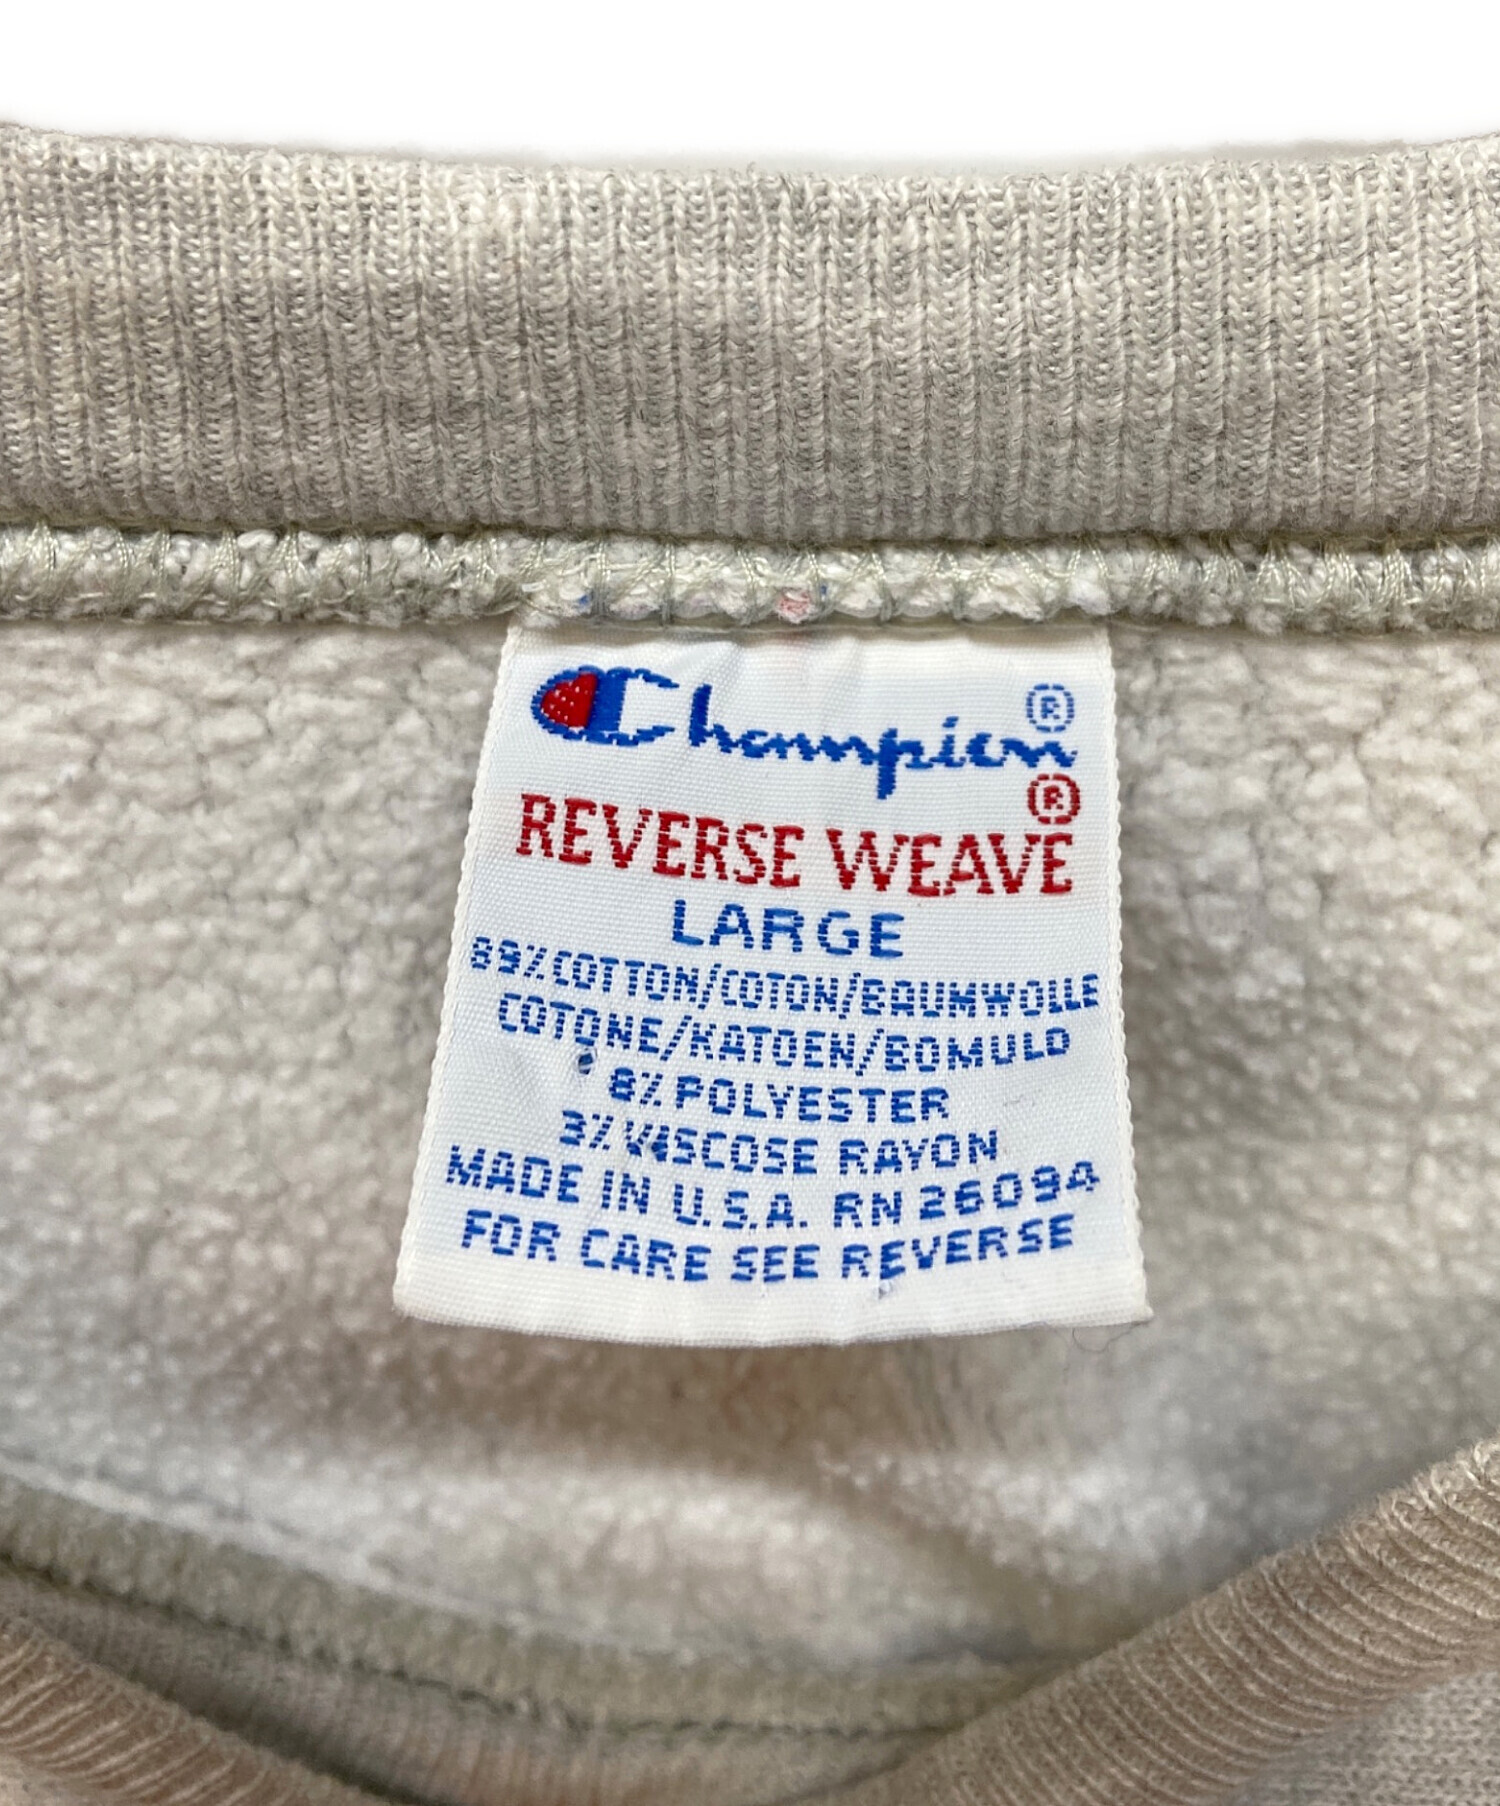 Champion®
REVERSE WEAVE®
LARGE
89% COTTON/COTON/BAUMWOLLE
COTONE/KATOEN/BOMULD
8% POLYESTER
3% VISCOSE RAYON
MADE IN U.S.A. RN 26094
FOR CARE SEE REVERSE